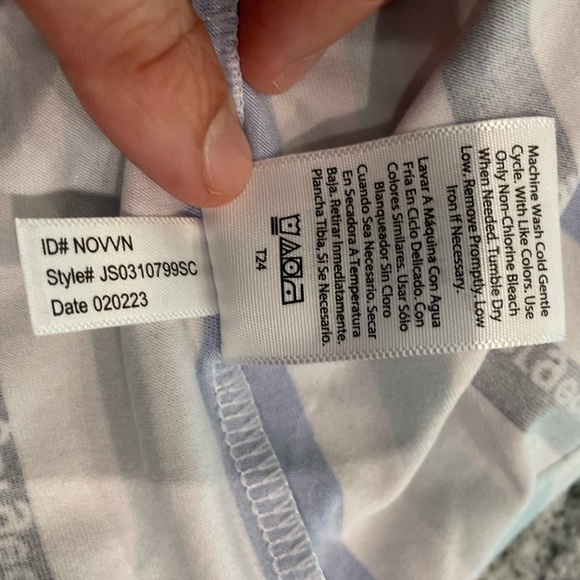 ID# NOVVN
Style# JS0310799SC
Date 020223
Machine Wash Cold Gentle
Cycle. With Like Colors. Use
Only Non-Chlorine Bleach
When Needed. Tumble Dry
Low. Remove Promptly. Low
Iron If Necessary.
Lavar A Máquina Con Agua
Fría En Ciclo Delicado. Con
Colores Similares. Usar Sólo
Blanqueador Sin Cloro
Cuando Sea Necesario. Secar
En Secadora A Temperatura
Baja. Retirar Inmediatamente.
Plancha Tibia, Si Se Necesario.
T24